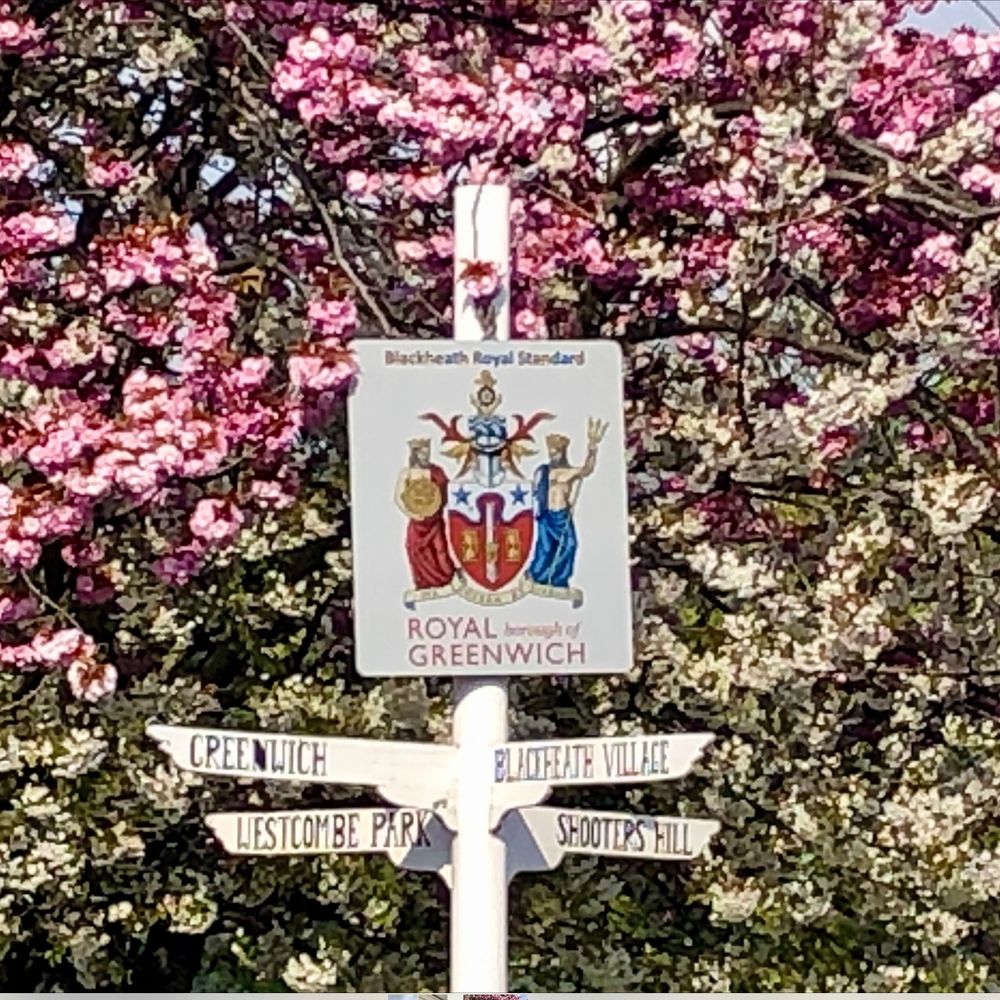 Blackheath Royal Standard
ROYAL borough of
GREENWICH
GREENWICH
BLACKHEATH VILLAGE
WESTCOMBE PARK
SHOOTERS HILL